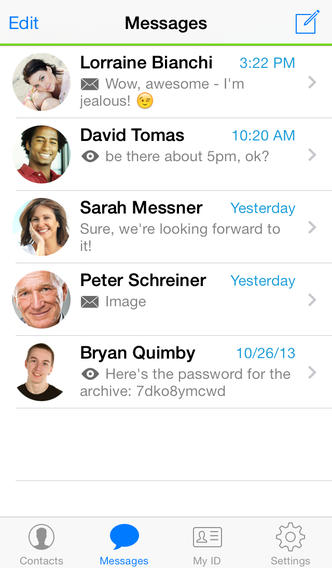 Edit Messages
Lorraine Bianchi 3:22 PM
Wow, awesome - I'm
jealous! 😉
David Tomas 10:20 AM
be there about 5pm, ok?
Sarah Messner Yesterday
Sure, we're looking forward to
it!
Peter Schreiner Yesterday
Image
Bryan Quimby 10/26/13
Here's the password for the
archive: 7dko8ymcwd
Contacts Messages My ID Settings